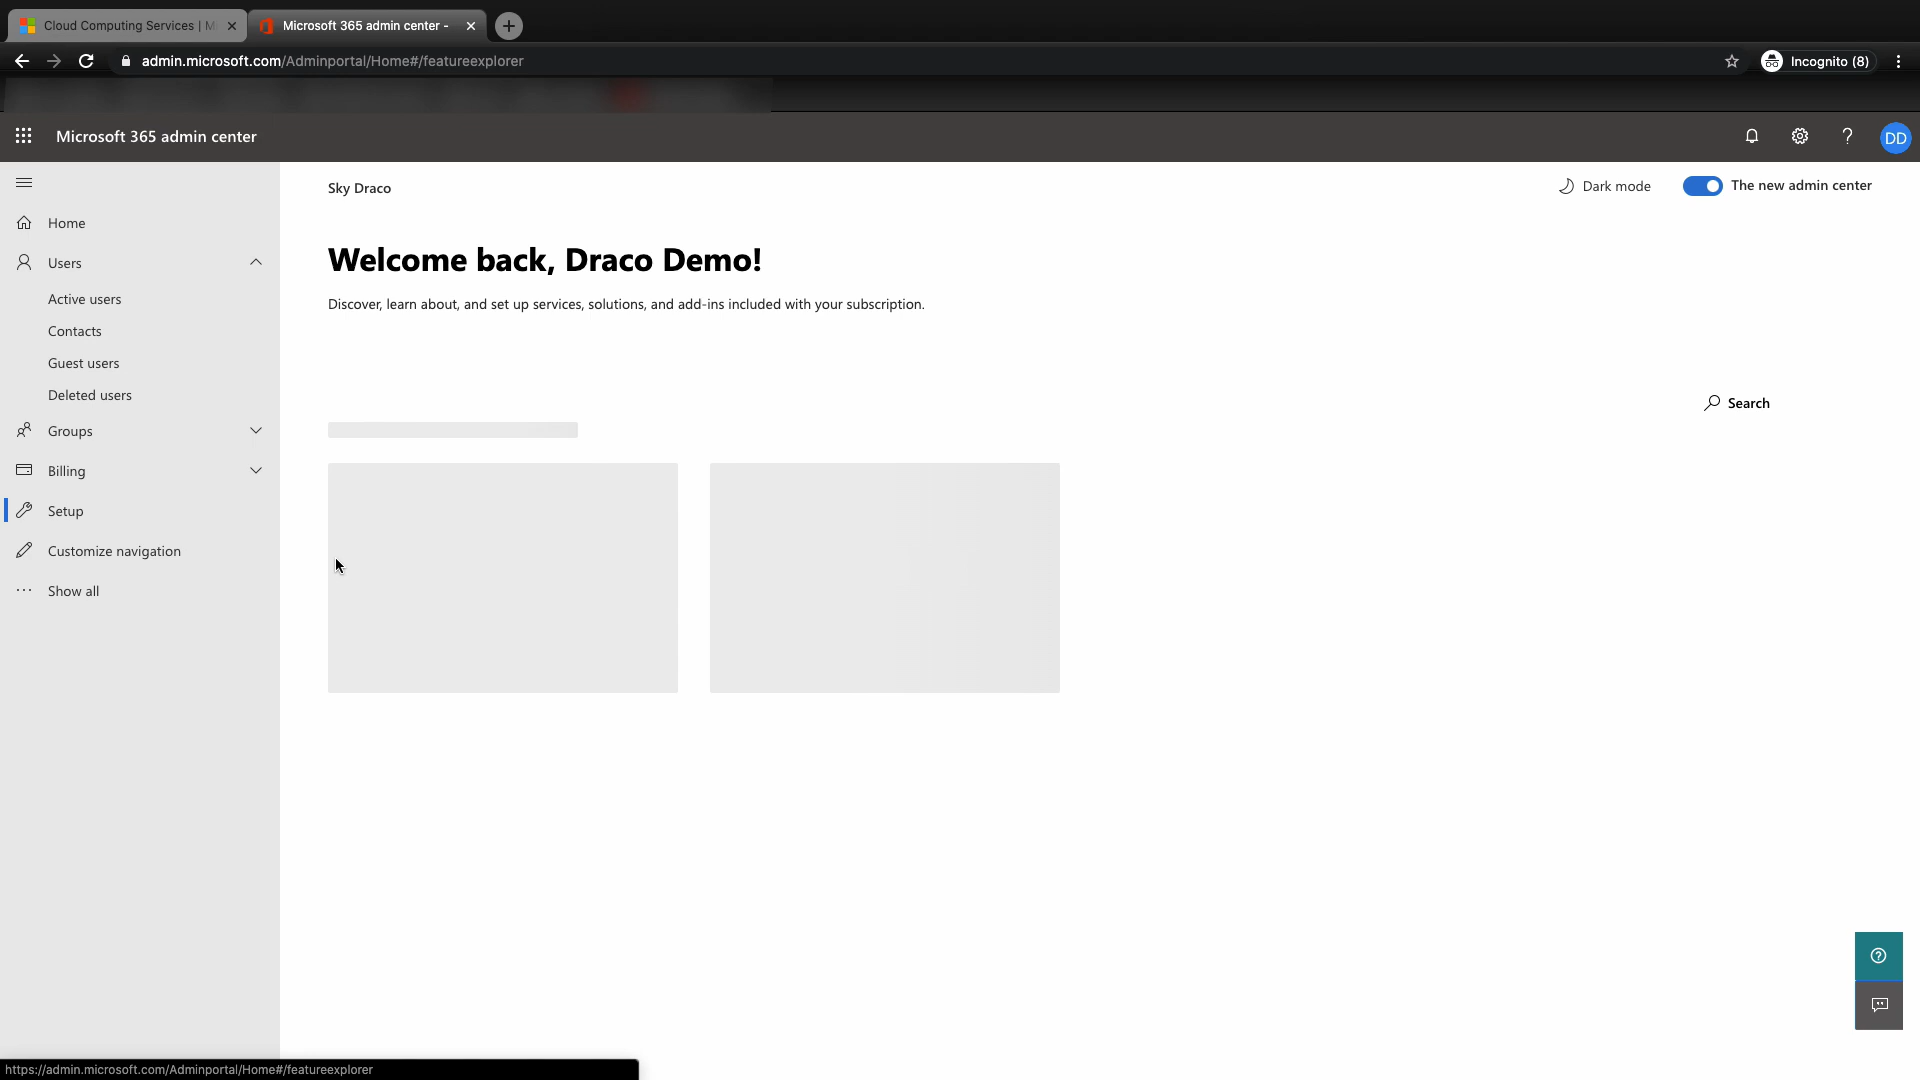 Cloud Computing Services | M
Microsoft 365 admin center -
admin.microsoft.com/Adminportal/Home#/featureexplorer
Incognito (8)
Microsoft 365 admin center
DD
Sky Draco
Dark mode
The new admin center
Home
Users
Active users
Contacts
Guest users
Deleted users
Groups
Billing
Setup
Customize navigation
Show all
Welcome back, Draco Demo!
Discover, learn about, and set up services, solutions, and add-ins included with your subscription.
Search
https://admin.microsoft.com/Adminportal/Home#/featureexplorer